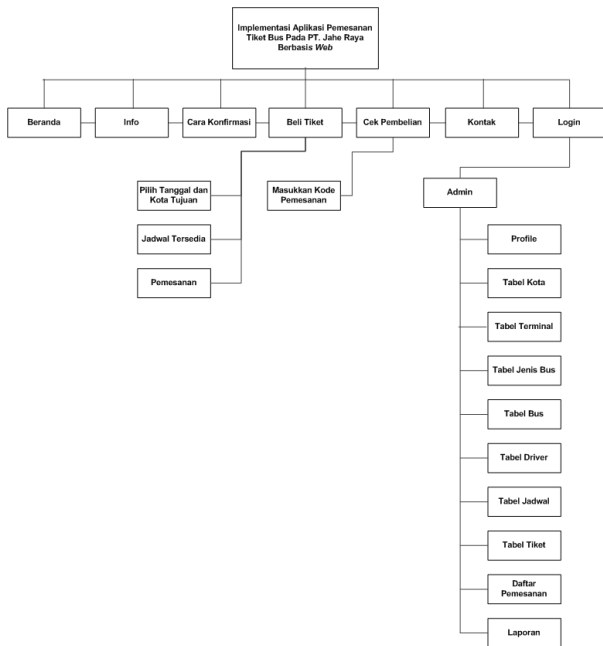 Implementasi Aplikasi Pemesanan
Tiket Bus Pada PT. Jahe Raya
Berbasis Web
Beranda
Info
Cara Konfirmasi
Beli Tiket
Cek Pembelian
Kontak
Login
Pilih Tanggal dan
Kota Tujuan
Jadwal Tersedia
Pemesanan
Masukkan Kode
Pemesanan
Admin
Profile
Tabel Kota
Tabel Terminal
Tabel Jenis Bus
Tabel Bus
Tabel Driver
Tabel Jadwal
Tabel Tiket
Daftar
Pemesanan
Laporan